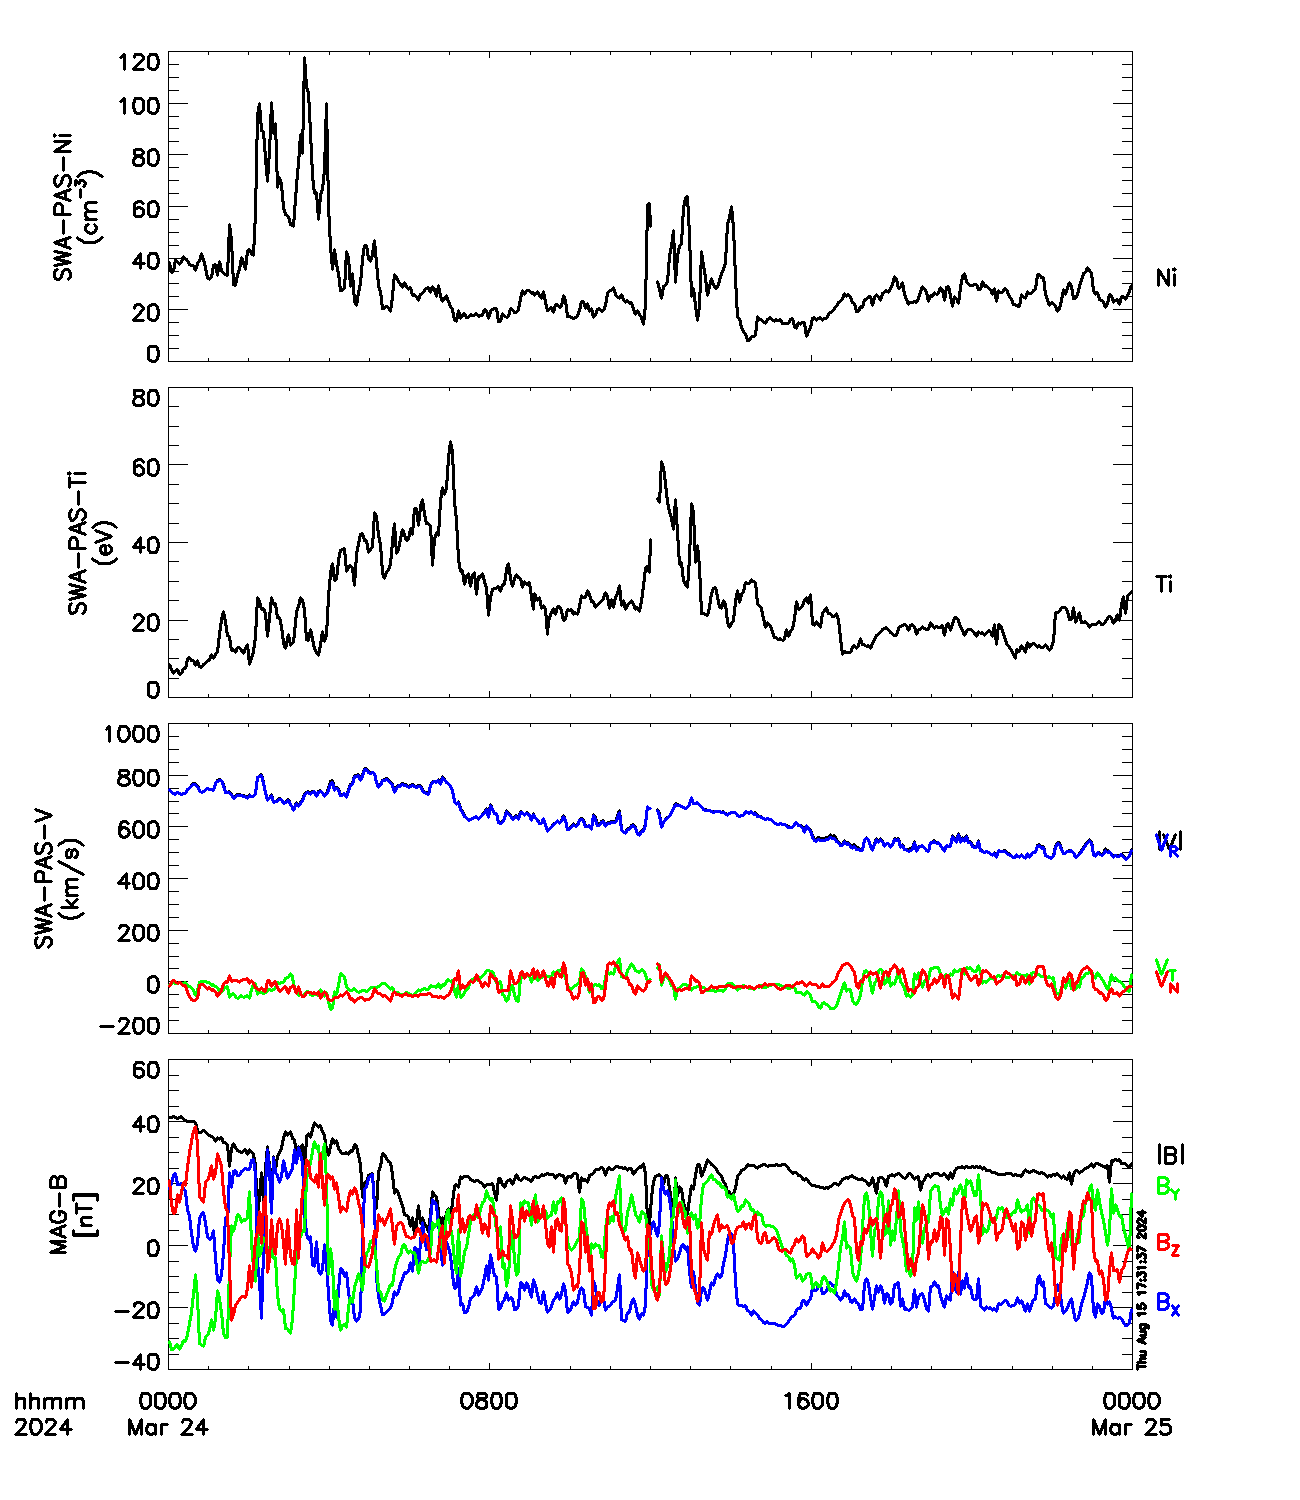 120
100
80
60
40
20
0
SWA-PAS-Ni
(cm⁻³)
Ni
80
60
40
20
0
SWA-PAS-Ti
(eV)
Ti
1000
800
600
400
200
0
-200
SWA-PAS-V
(km/s)
|V|
V_R
V_T
V_N
60
40
20
0
-20
-40
MAG-B
[nT]
|B|
B_Y
B_Z
B_X
Thu Aug 15 17:31:37 2024
hhmm 0000 0800 1600 0000
2024 Mar 24 Mar 25